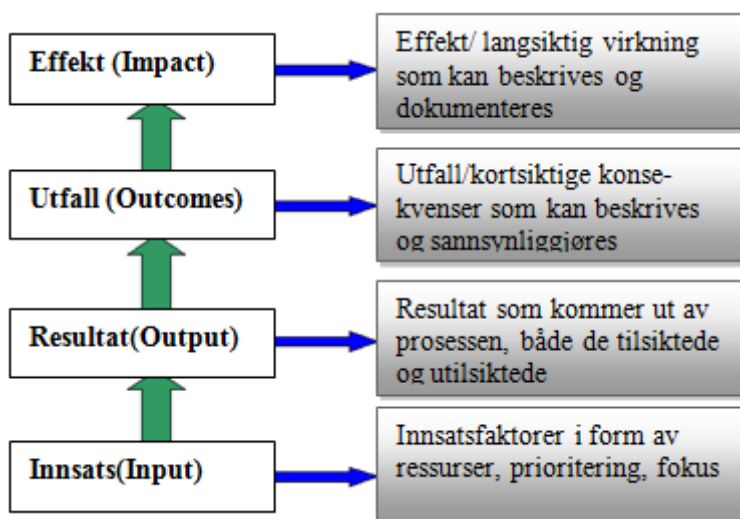 Effekt (Impact)
Effekt/ langsiktig virkning
som kan beskrives og
dokumenteres
Utfall (Outcomes)
Utfall/kortsiktige konse-
kvenser som kan beskrives
og sannsynliggjøres
Resultat(Output)
Resultat som kommer ut av
prosessen, både de tilsiktede
og utilsiktede
Innsats(Input)
Innsatsfaktorer i form av
ressurser, prioritering, fokus